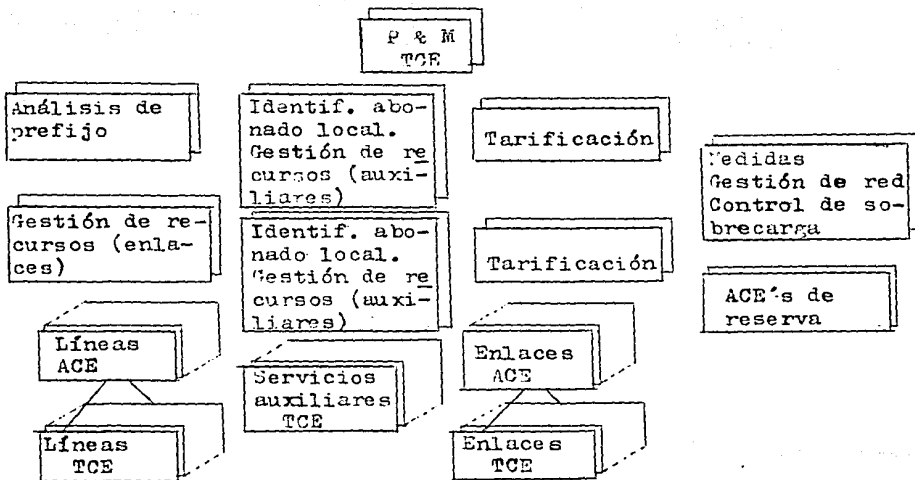 P & M
TCE
Análisis de
prefijo
Identif. abo-
nado local.
Gestión de re
cursos (auxi-
liares)
Tarificación
Medidas
Gestión de red
Control de so-
brecarga
Gestión de re-
cursos (enla-
ces)
Identif. abo-
nado local.
Gestión de re
cursos (auxi-
liares)
Tarificación
ACE's de
reserva
Líneas
ACE
Servicios
auxiliares
TCE
Enlaces
ACE
Líneas
TCE
Enlaces
TCE